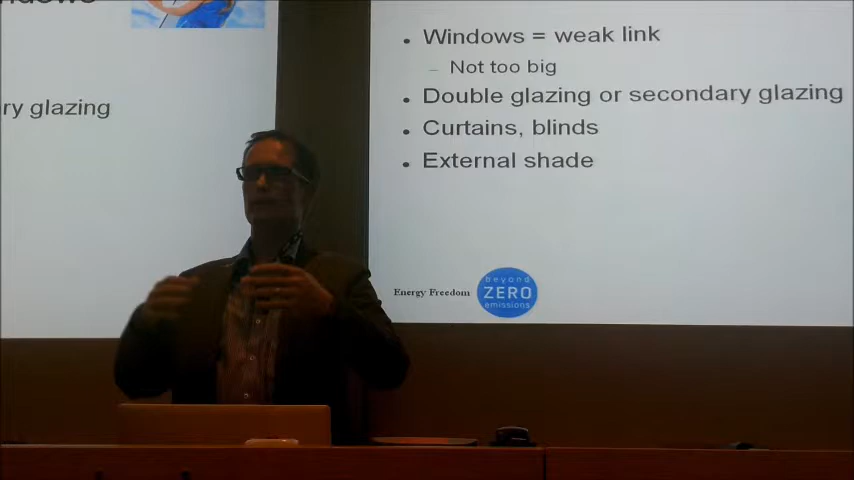 ry glazing
Windows = weak link
Not too big
Double glazing or secondary glazing
Curtains, blinds
External shade
Energy Freedom
beyond
ZERO
emissions